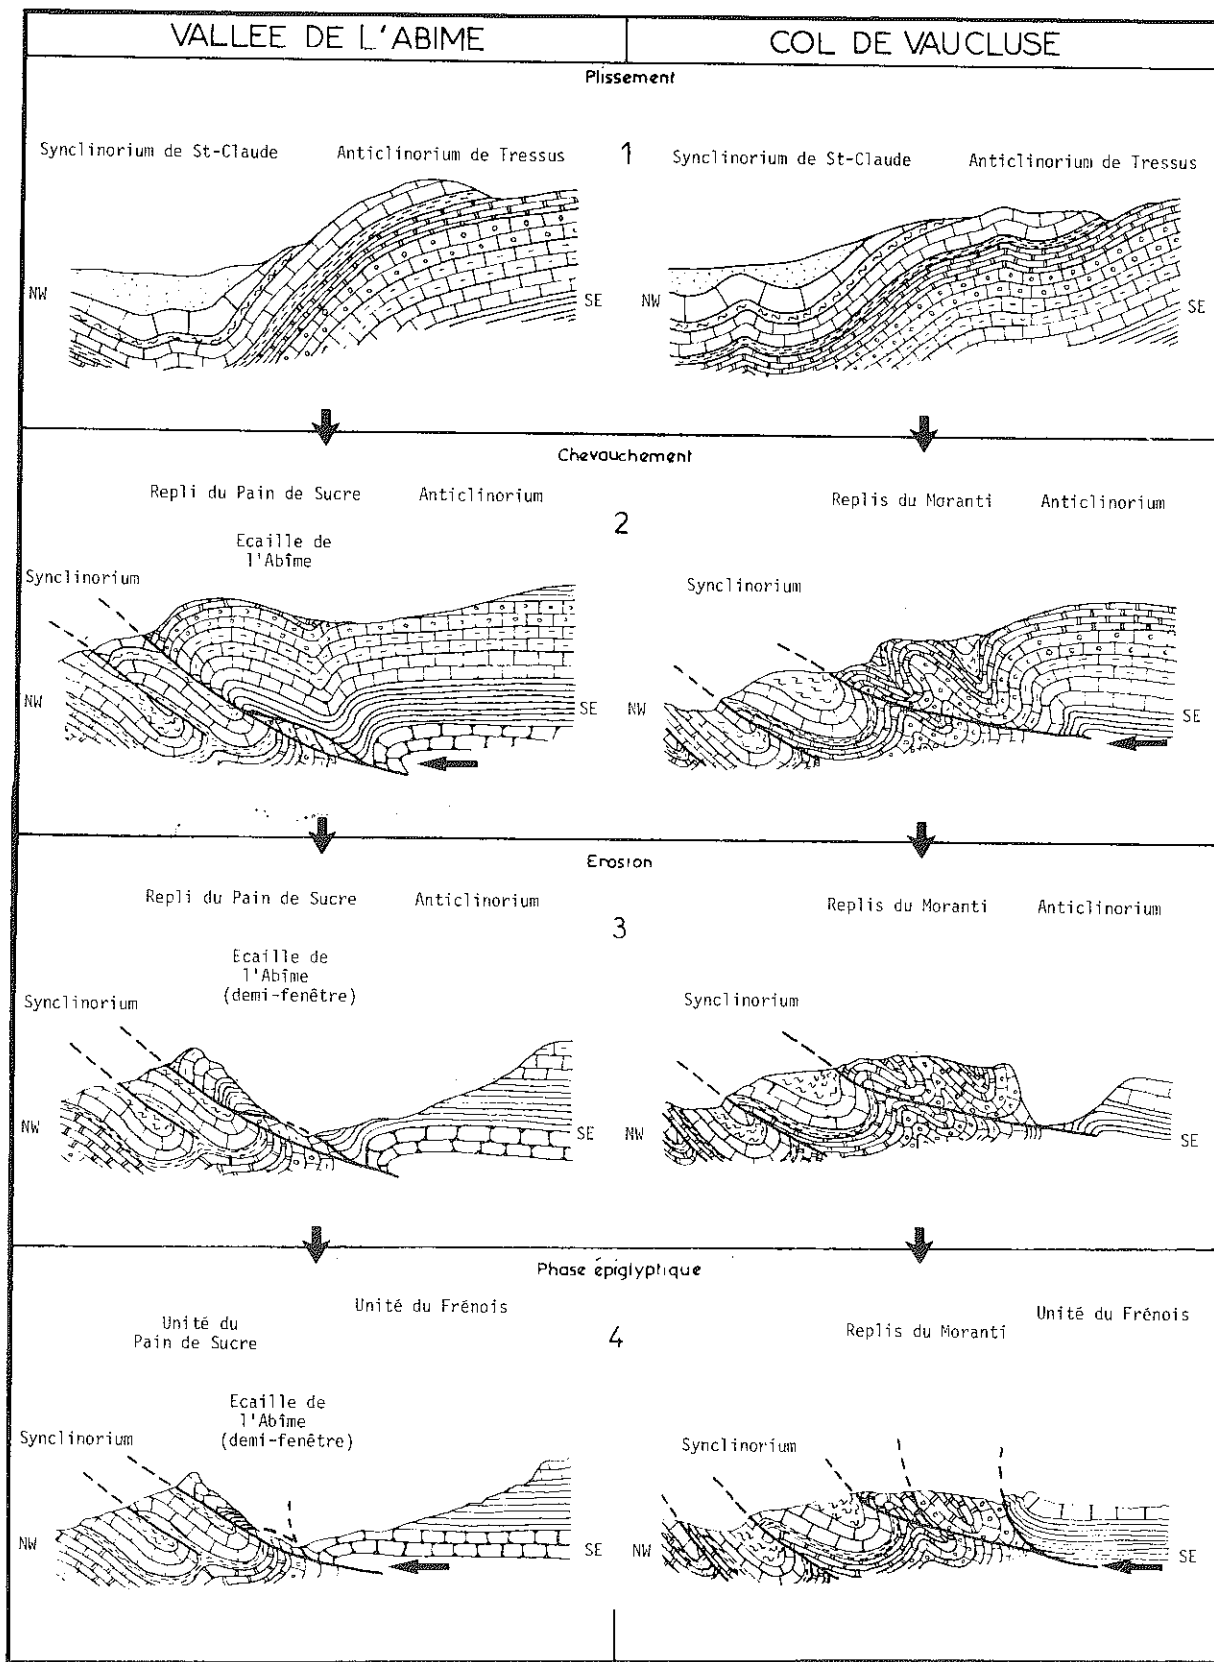 VALLEE DE L'ABIME
COL DE VAUCLUSE
Plissement
Synclinorium de St-Claude
Anticlinorium de Tressus
1
Synclinorium de St-Claude
Anticlinorium de Tressus
NW
SE
NW
SE
Chevauchement
Repli du Pain de Sucre
Anticlinorium
2
Replis du Moranti
Anticlinorium
Ecaille de
l'Abîme
Synclinorium
Synclinorium
NW
SE
NW
SE
Erosion
Repli du Pain de Sucre
Anticlinorium
3
Replis du Moranti
Anticlinorium
Ecaille de
l'Abîme
(demi-fenêtre)
Synclinorium
Synclinorium
NW
SE
NW
SE
Phase épiglyptique
Unité du
Pain de Sucre
Unité du Frénois
4
Replis du Moranti
Unité du Frénois
Ecaille de
l'Abîme
(demi-fenêtre)
Synclinorium
Synclinorium
NW
SE
NW
SE